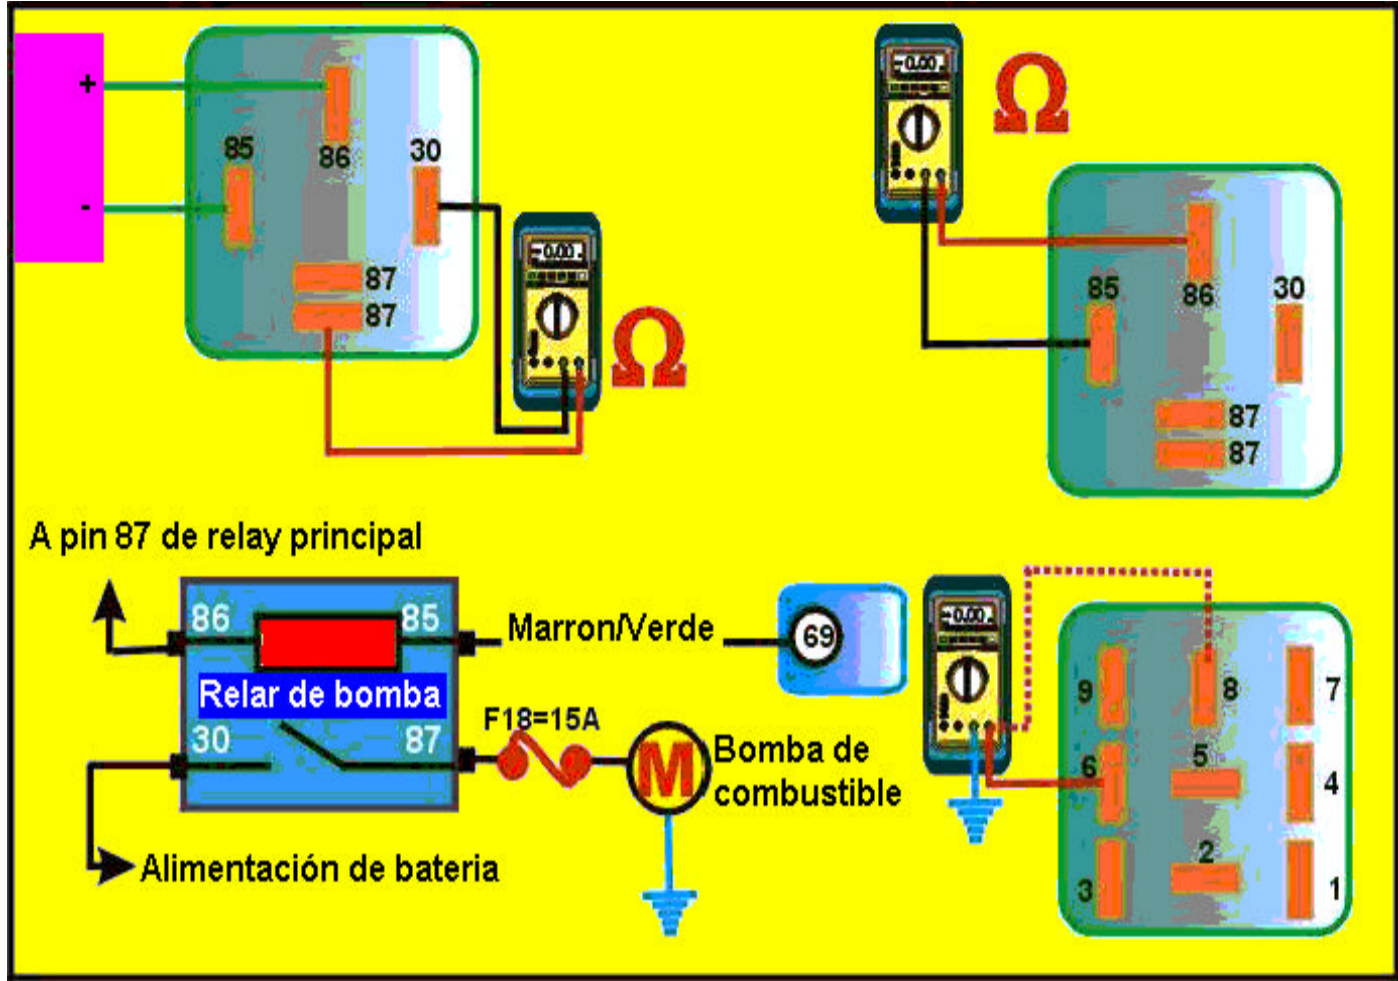 +
-
85
86
30
87
87
-0.00
Ω
-0.00
Ω
85
86
30
87
87
A pin 87 de relay principal
86
85
Marron/Verde
69
Relar de bomba
30
87
F18=15A
M
Bomba de
combustible
Alimentación de bateria
-0.00
9
8
7
6
5
4
3
2
1